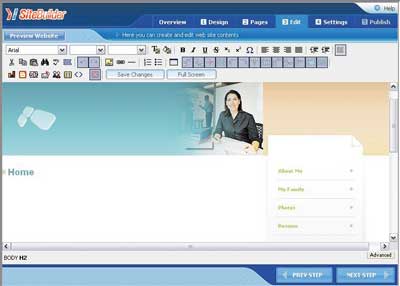 SiteBuilder
Help
Overview 1 Design 2 Pages 3 Edit 4 Settings 5 Publish
Preview Website Here you can create and edit web site contents
Arial
Save Changes Full Screen
Home
About Me
My Family
Photos
Resume
BODY H2 Advanced
PREV STEP NEXT STEP